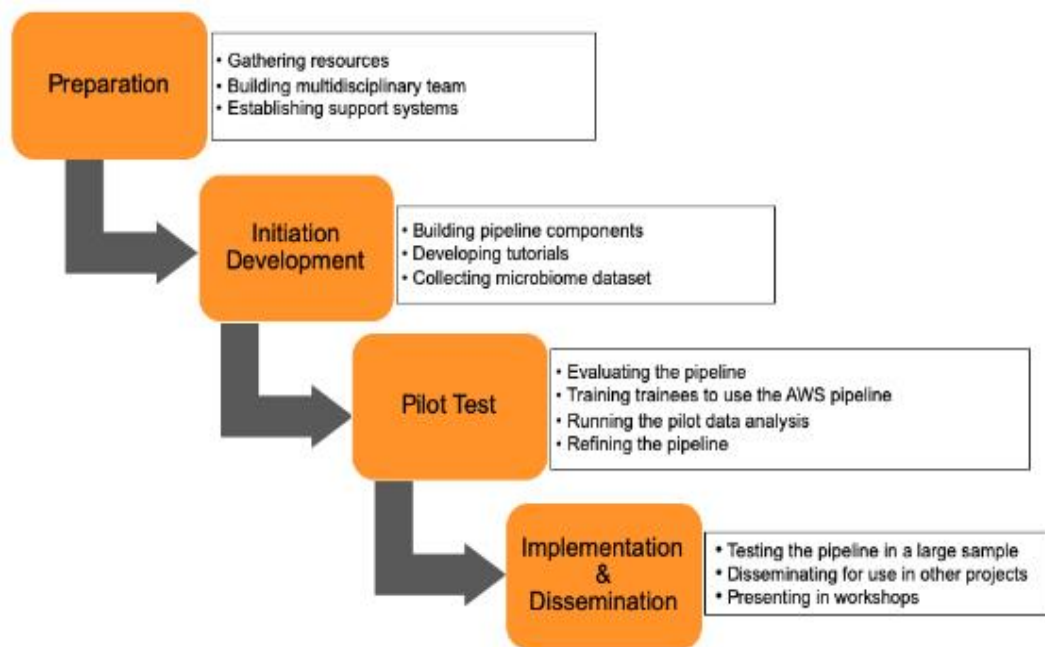 Preparation
• Gathering resources
• Building multidisciplinary team
• Establishing support systems
Initiation
Development
• Building pipeline components
• Developing tutorials
• Collecting microbiome dataset
Pilot Test
• Evaluating the pipeline
• Training trainees to use the AWS pipeline
• Running the pilot data analysis
• Refining the pipeline
Implementation
&
Dissemination
• Testing the pipeline in a large sample
• Disseminating for use in other projects
• Presenting in workshops